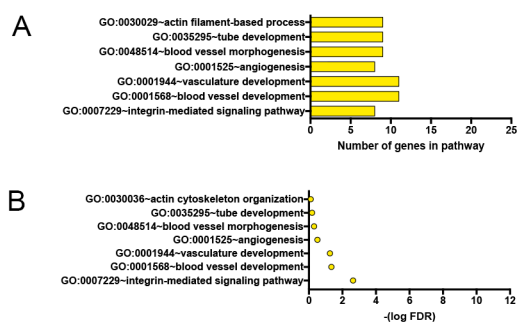 A
GO:0030029~actin filament-based process
GO:0035295~tube development
GO:0048514~blood vessel morphogenesis
GO:0001525~angiogenesis
GO:0001944~vasculature development
GO:0001568~blood vessel development
GO:0007229~integrin-mediated signaling pathway
0 5 10 15 20 25
Number of genes in pathway
B
GO:0030036~actin cytoskeleton organization
GO:0035295~tube development
GO:0048514~blood vessel morphogenesis
GO:0001525~angiogenesis
GO:0001944~vasculature development
GO:0001568~blood vessel development
GO:0007229~integrin-mediated signaling pathway
0 2 4 6 8 10 12
-(log FDR)